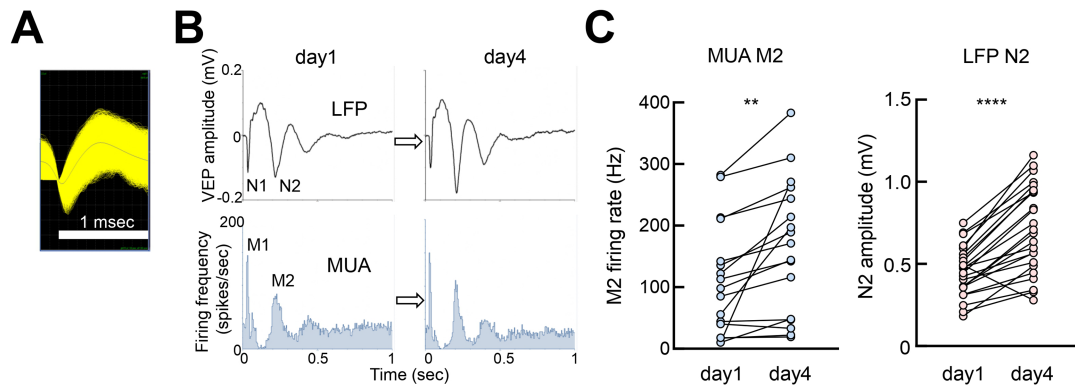 A
1 msec
B
day1
day4
VEP amplitude (mV)
0.2
0
-0.2
LFP
N1
N2
Firing frequency
(spikes/sec)
200
0
M1
M2
MUA
0
0.5
1
0
0.5
1
Time (sec)
C
MUA M2
**
M2 firing rate (Hz)
400
300
200
100
0
day1
day4
LFP N2
****
N2 amplitude (mV)
1.5
1.0
0.5
0
day1
day4